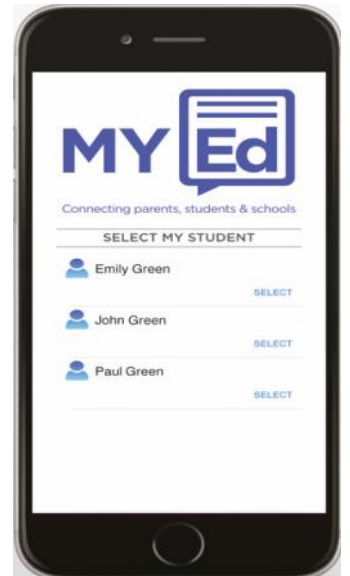 MY Ed
Connecting parents, students & schools
SELECT MY STUDENT
Emily Green
SELECT
John Green
SELECT
Paul Green
SELECT